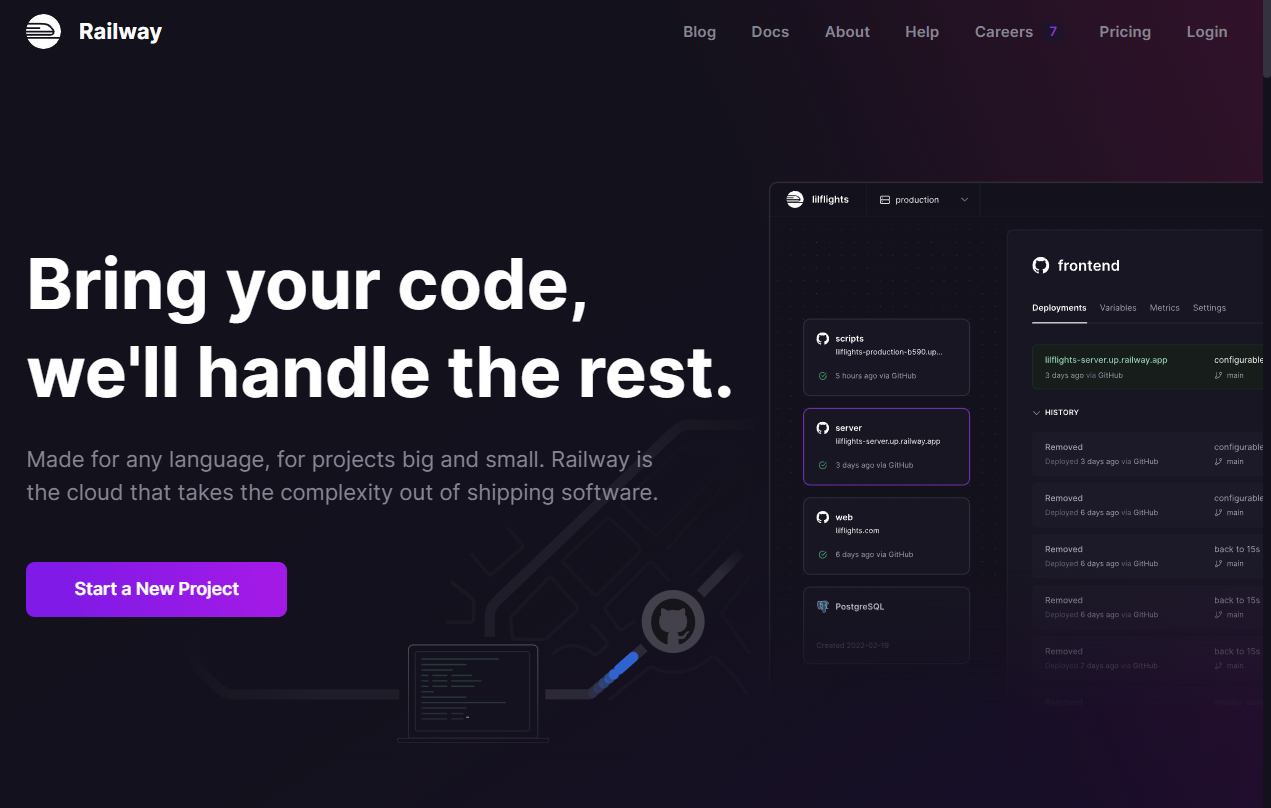 Railway
Blog
Docs
About
Help
Careers 7
Pricing
Login
Bring your code,
we'll handle the rest.
Made for any language, for projects big and small. Railway is
the cloud that takes the complexity out of shipping software.
Start a New Project
lilflights
production
scripts
lilflights-production-b590.up...
5 hours ago via GitHub
server
lilflights-server.up.railway.app
3 days ago via GitHub
web
lilflights.com
6 days ago via GitHub
PostgreSQL
Created 2022-02-19
frontend
Deployments
Variables
Metrics
Settings
lilflights-server.up.railway.app
configurable
3 days ago via GitHub
main
HISTORY
Removed
configurable
Deployed 3 days ago via GitHub
main
Removed
configurable
Deployed 6 days ago via GitHub
main
Removed
back to 15s
Deployed 6 days ago via GitHub
main
Removed
back to 15s
Deployed 6 days ago via GitHub
main
Removed
back to 15s
Deployed 7 days ago via GitHub
main
Removed